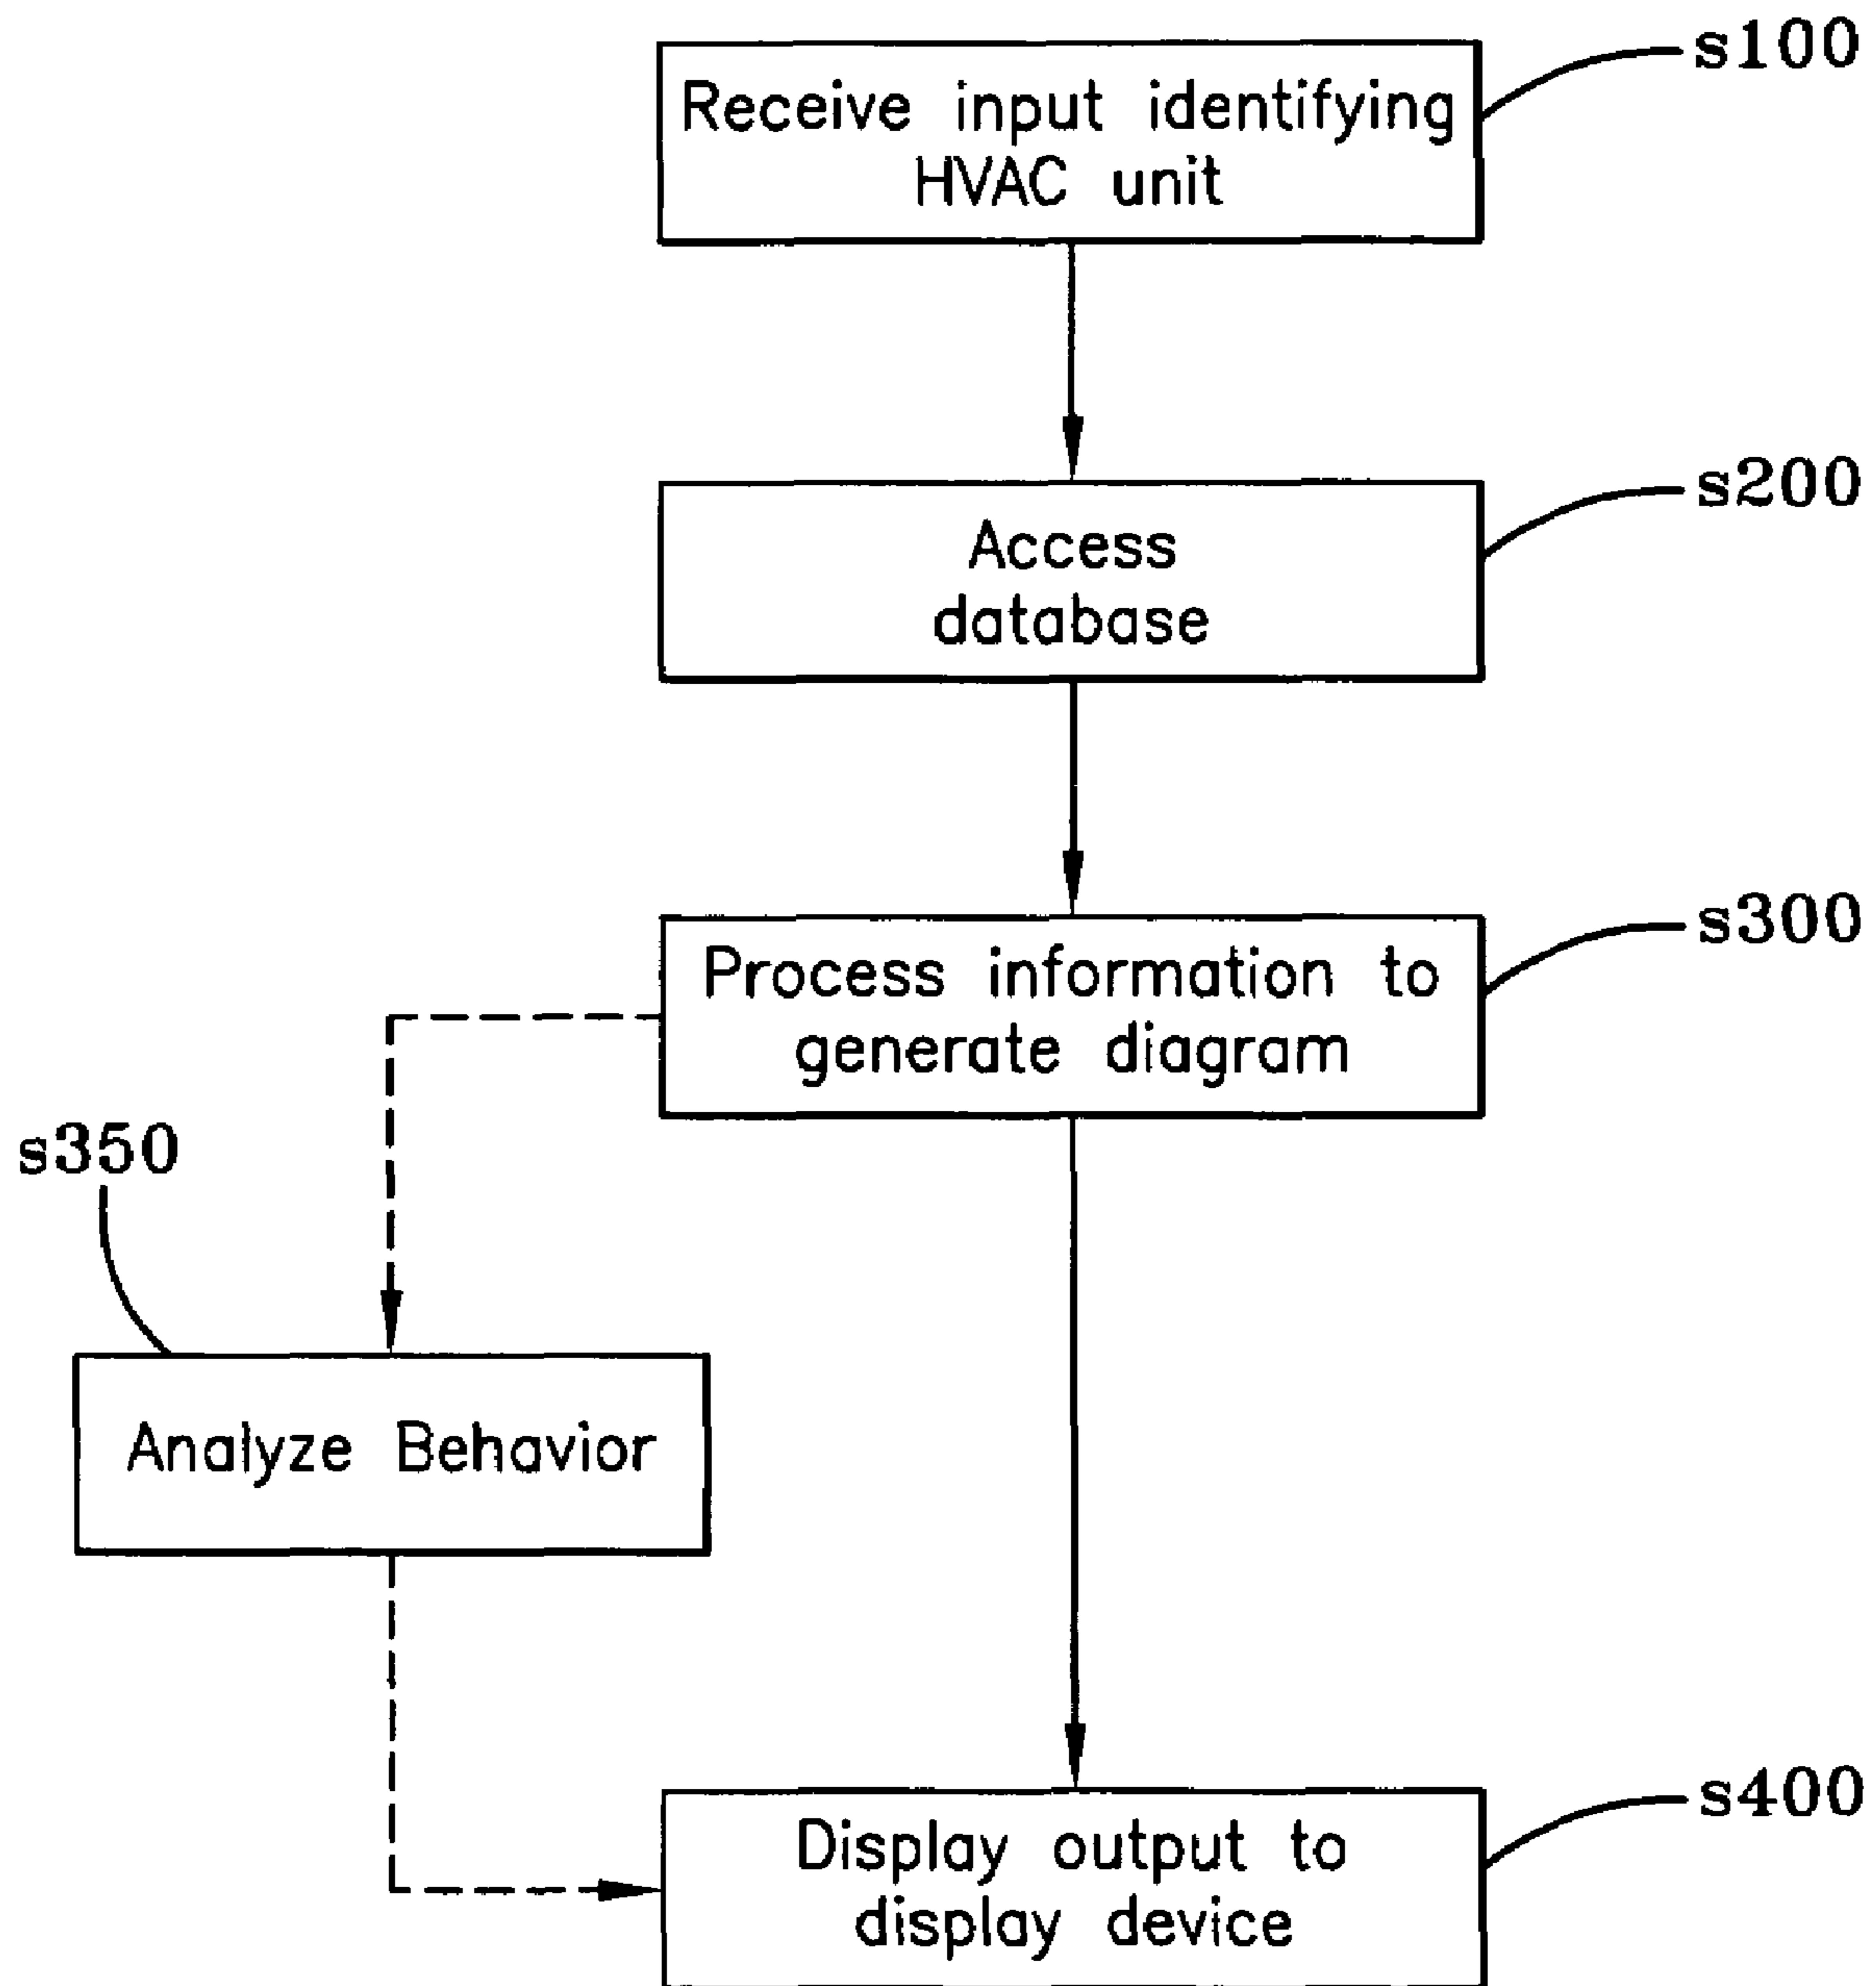 s100
Receive input identifying
HVAC unit
s200
Access
database
s300
Process information to
generate diagram
s350
Analyze Behavior
s400
Display output to
display device